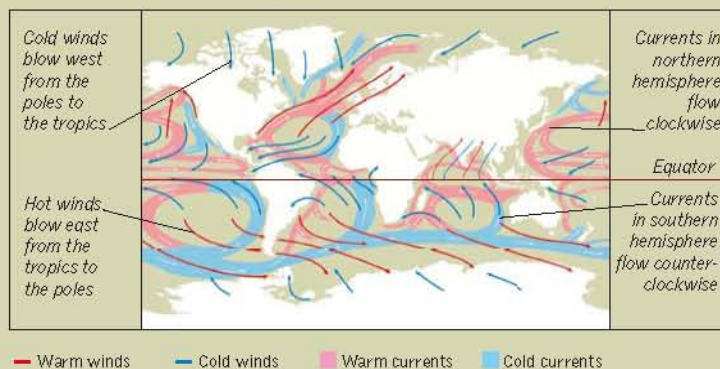 Cold winds
blow west
from the
poles to
the tropics
Hot winds
blow east
from the
tropics to
the poles
Currents in
northern
hemisphere
flow
clockwise
Equator
Currents
in southern
hemisphere
flow counter-
clockwise
Warm winds
Cold winds
Warm currents
Cold currents